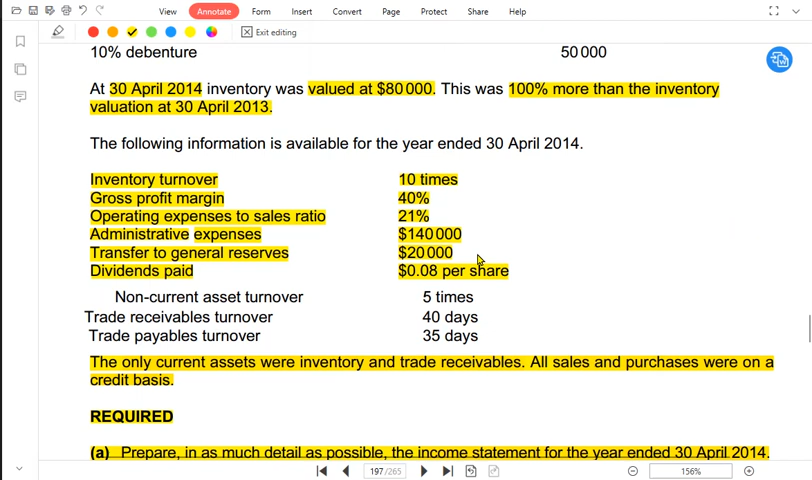 View Annotate Form Insert Convert Page Protect Share Help
Exit editing
10% debenture 50 000
At 30 April 2014 inventory was valued at $80 000. This was 100% more than the inventory
valuation at 30 April 2013.
The following information is available for the year ended 30 April 2014.
Inventory turnover 10 times
Gross profit margin 40%
Operating expenses to sales ratio 21%
Administrative expenses $140 000
Transfer to general reserves $20 000
Dividends paid $0.08 per share
Non-current asset turnover 5 times
Trade receivables turnover 40 days
Trade payables turnover 35 days
The only current assets were inventory and trade receivables. All sales and purchases were on a
credit basis.
REQUIRED
(a) Prepare, in as much detail as possible, the income statement for the year ended 30 April 2014.
197/265 156%